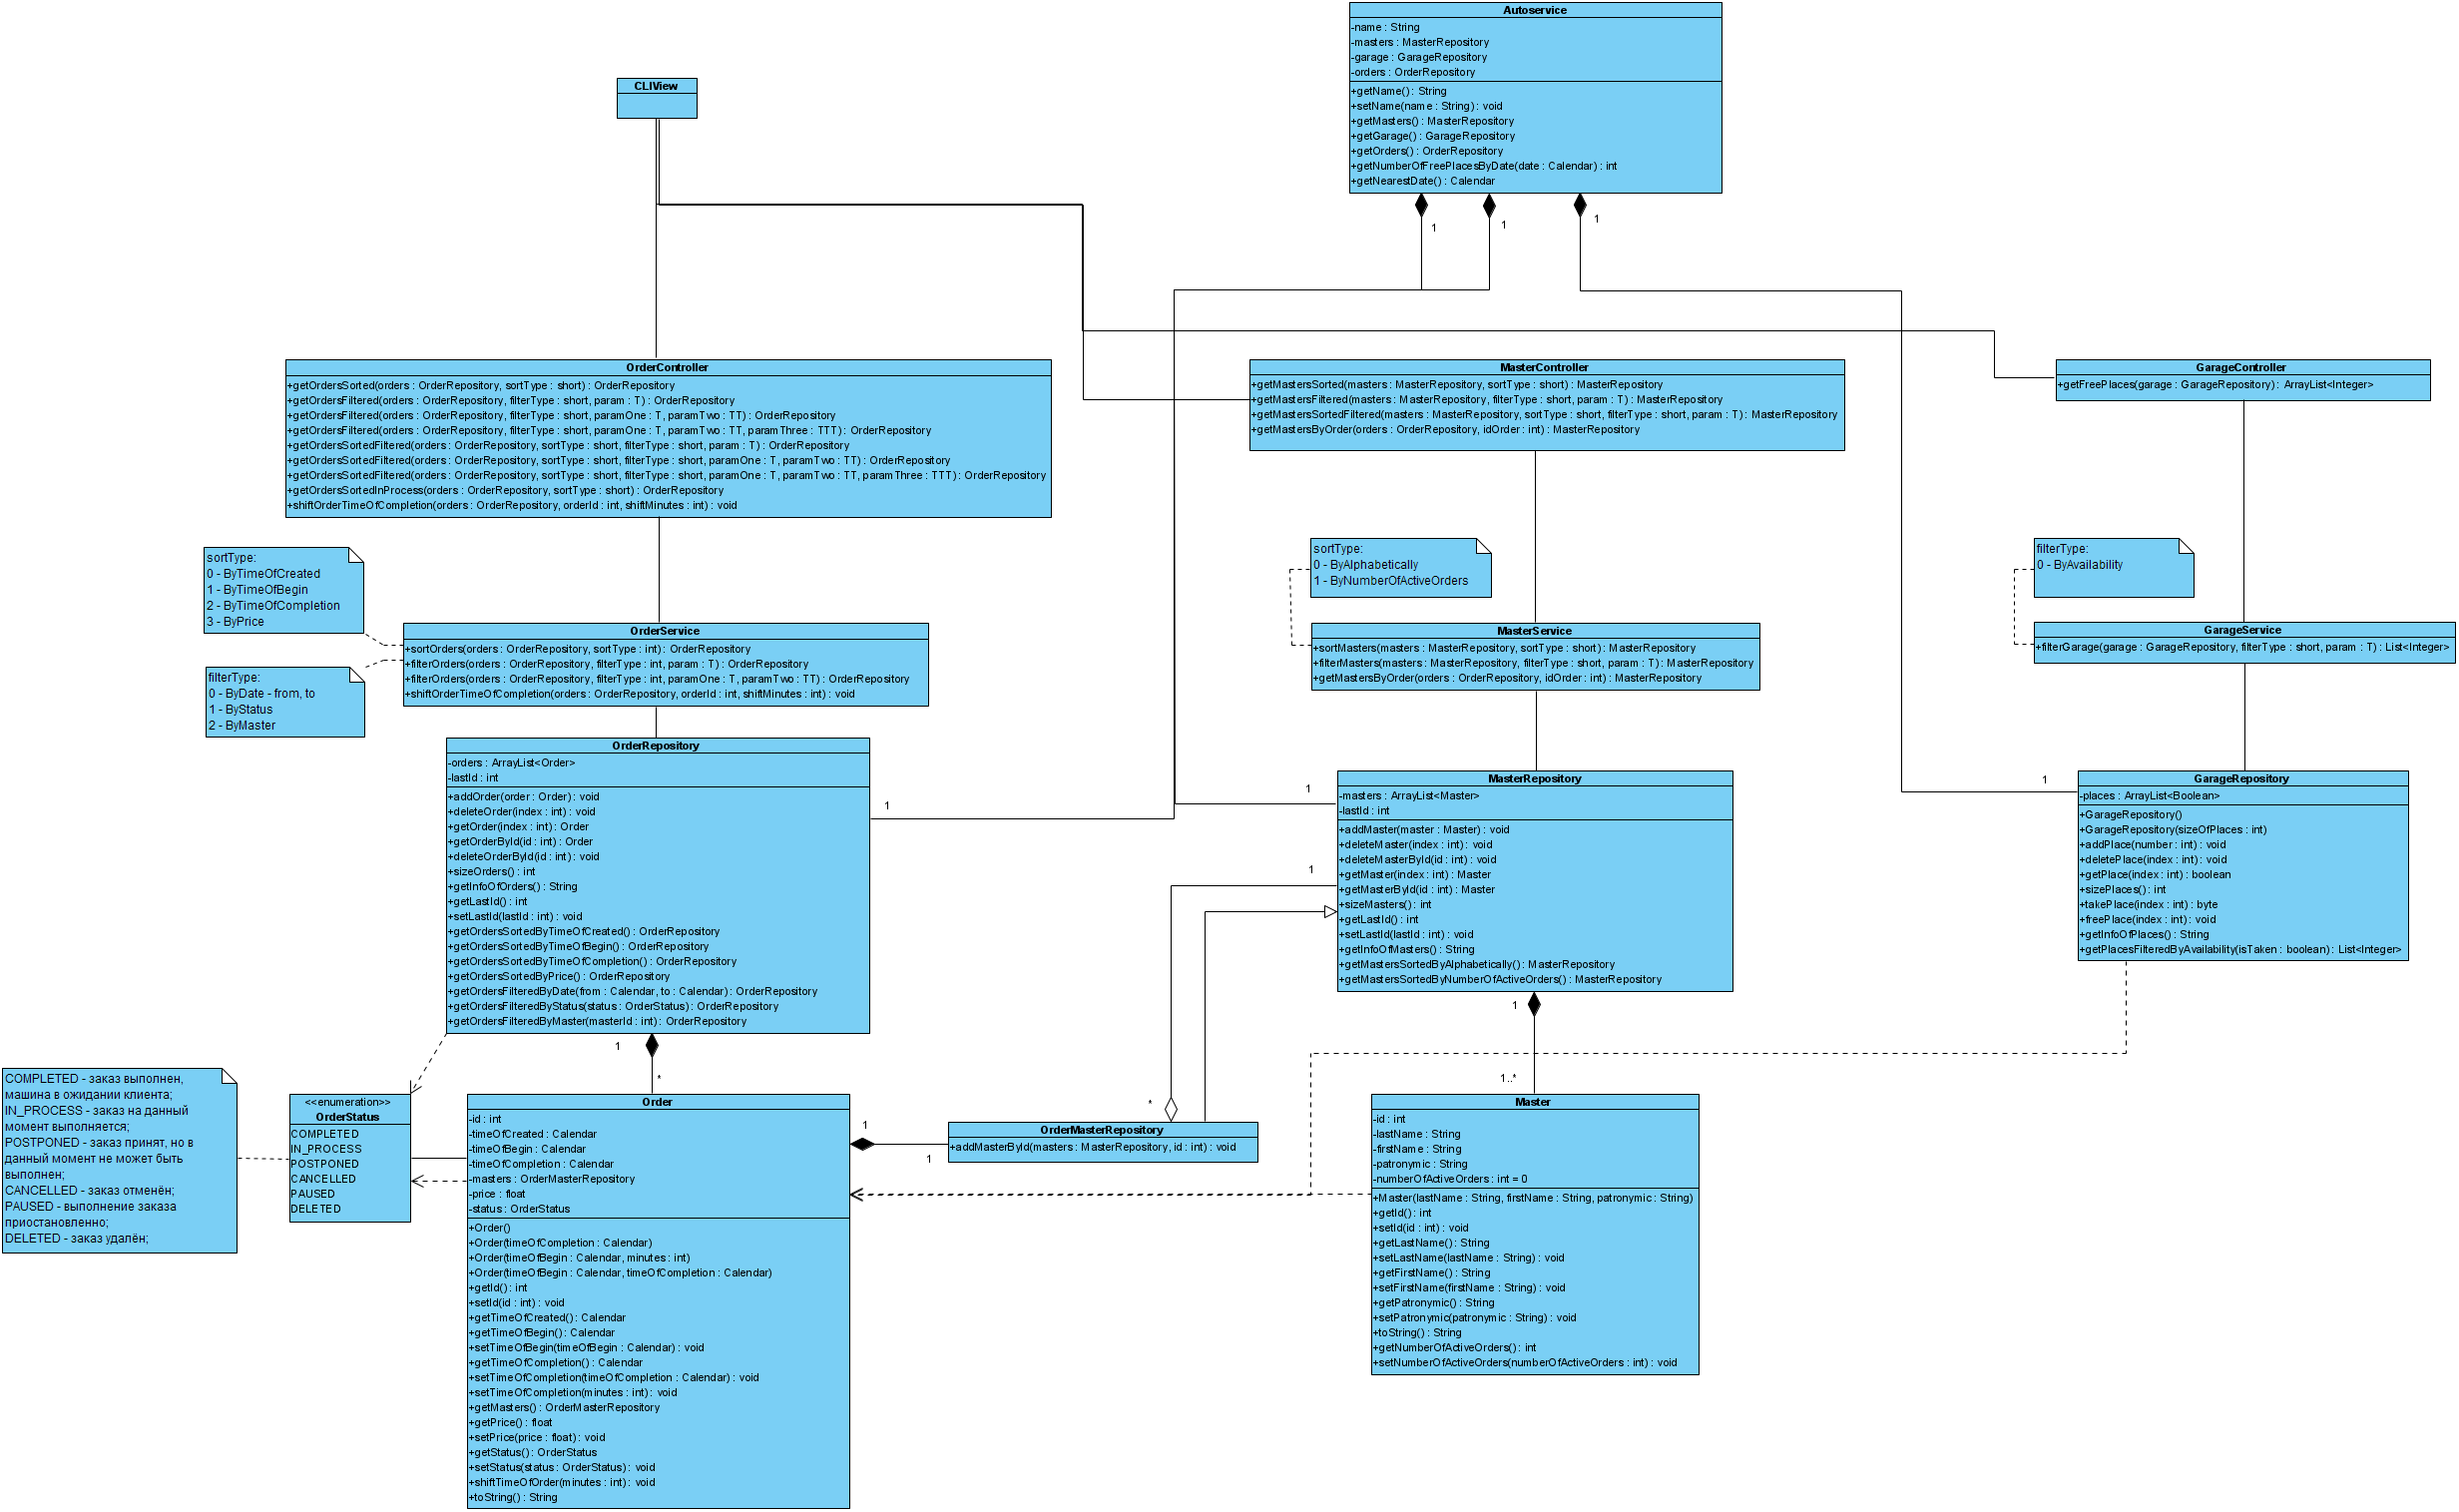 Autoservice
-name : String
-masters : MasterRepository
-garage : GarageRepository
-orders : OrderRepository
+getName() : String
+setName(name : String) : void
+getMasters() : MasterRepository
+getGarage() : GarageRepository
+getOrders() : OrderRepository
+getNumberOfFreePlacesByDate(date : Calendar) : int
+getNearestDate() : Calendar
1
1
1
CLIView
OrderController
+getOrdersSorted(orders : OrderRepository, sortType : short) : OrderRepository
+getOrdersFiltered(orders : OrderRepository, filterType : short, param : T) : OrderRepository
+getOrdersFiltered(orders : OrderRepository, filterType : short, paramOne : T, paramTwo : TT) : OrderRepository
+getOrdersFiltered(orders : OrderRepository, filterType : short, paramOne : T, paramTwo : TT, paramThree : TTT) : OrderRepository
+getOrdersSortedFiltered(orders : OrderRepository, sortType : short, filterType : short, param : T) : OrderRepository
+getOrdersSortedFiltered(orders : OrderRepository, sortType : short, filterType : short, paramOne : T, paramTwo : TT) : OrderRepository
+getOrdersSortedFiltered(orders : OrderRepository, sortType : short, filterType : short, paramOne : T, paramTwo : TT, paramThree : TTT) : OrderRepository
+getOrdersSortedInProcess(orders : OrderRepository, sortType : short) : OrderRepository
+shiftOrderTimeOfCompletion(orders : OrderRepository, orderId : int, shiftMinutes : int) : void
MasterController
+getMastersSorted(masters : MasterRepository, sortType : short) : MasterRepository
+getMastersFiltered(masters : MasterRepository, filterType : short, param : T) : MasterRepository
+getMastersSortedFiltered(masters : MasterRepository, sortType : short, filterType : short, param : T) : MasterRepository
+getMastersByOrder(orders : OrderRepository, idOrder : int) : MasterRepository
GarageController
+getFreePlaces(garage : GarageRepository) : ArrayList<Integer>
sortType:
0 - ByTimeOfCreated
1 - ByTimeOfBegin
2 - ByTimeOfCompletion
3 - ByPrice
filterType:
0 - ByDate - from, to
1 - ByStatus
2 - ByMaster
OrderService
+sortOrders(orders : OrderRepository, sortType : int) : OrderRepository
+filterOrders(orders : OrderRepository, filterType : int, param : T) : OrderRepository
+filterOrders(orders : OrderRepository, filterType : int, paramOne : T, paramTwo : TT) : OrderRepository
+shiftOrderTimeOfCompletion(orders : OrderRepository, orderId : int, shiftMinutes : int) : void
sortType:
0 - ByAlphabetically
1 - ByNumberOfActiveOrders
MasterService
+sortMasters(masters : MasterRepository, sortType : short) : MasterRepository
+filterMasters(masters : MasterRepository, filterType : short, param : T) : MasterRepository
+getMastersByOrder(orders : OrderRepository, idOrder : int) : MasterRepository
filterType:
0 - ByAvailability
GarageService
+filterGarage(garage : GarageRepository, filterType : short, param : T) : List<Integer>
OrderRepository
-orders : ArrayList<Order>
-lastId : int
+addOrder(order : Order) : void
+deleteOrder(index : int) : void
+getOrder(index : int) : Order
+getOrderById(id : int) : Order
+deleteOrderById(id : int) : void
+sizeOrders() : int
+getInfoOfOrders() : String
+getLastId() : int
+setLastId(lastId : int) : void
+getOrdersSortedByTimeOfCreated() : OrderRepository
+getOrdersSortedByTimeOfBegin() : OrderRepository
+getOrdersSortedByTimeOfCompletion() : OrderRepository
+getOrdersSortedByPrice() : OrderRepository
+getOrdersFilteredByDate(from : Calendar, to : Calendar) : OrderRepository
+getOrdersFilteredByStatus(status : OrderStatus) : OrderRepository
+getOrdersFilteredByMaster(masterId : int) : OrderRepository
1
1
*
MasterRepository
-masters : ArrayList<Master>
-lastId : int
+addMaster(master : Master) : void
+deleteMaster(index : int) : void
+deleteMasterById(id : int) : void
+getMaster(index : int) : Master
+getMasterById(id : int) : Master
+sizeMasters() : int
+getLastId() : int
+setLastId(lastId : int) : void
+getInfoOfMasters() : String
+getMastersSortedByAlphabetically() : MasterRepository
+getMastersSortedByNumberOfActiveOrders() : MasterRepository
1
1
1
1..*
GarageRepository
-places : ArrayList<Boolean>
+GarageRepository()
+GarageRepository(sizeOfPlaces : int)
+addPlace(number : int) : void
+deletePlace(index : int) : void
+getPlace(index : int) : boolean
+sizePlaces() : int
+takePlace(index : int) : byte
+freePlace(index : int) : void
+getInfoOfPlaces() : String
+getPlacesFilteredByAvailability(isTaken : boolean) : List<Integer>
1
COMPLETED - заказ выполнен,
машина в ожидании клиента;
IN_PROCESS - заказ на данный
момент выполняется;
POSTPONED - заказ принят, но в
данный момент не может быть
выполнен;
CANCELLED - заказ отменён;
PAUSED - выполнение заказа
приостановленно;
DELETED - заказ удалён;
<<enumeration>>
OrderStatus
COMPLETED
IN_PROCESS
POSTPONED
CANCELLED
PAUSED
DELETED
Order
-id : int
-timeOfCreated : Calendar
-timeOfBegin : Calendar
-timeOfCompletion : Calendar
-masters : OrderMasterRepository
-price : float
-status : OrderStatus
+Order()
+Order(timeOfCompletion : Calendar)
+Order(timeOfBegin : Calendar, minutes : int)
+Order(timeOfBegin : Calendar, timeOfCompletion : Calendar)
+getId() : int
+setId(id : int) : void
+getTimeOfCreated() : Calendar
+getTimeOfBegin() : Calendar
+setTimeOfBegin(timeOfBegin : Calendar) : void
+getTimeOfCompletion() : Calendar
+setTimeOfCompletion(timeOfCompletion : Calendar) : void
+setTimeOfCompletion(minutes : int) : void
+getMasters() : OrderMasterRepository
+getPrice() : float
+setPrice(price : float) : void
+getStatus() : OrderStatus
+setStatus(status : OrderStatus) : void
+shiftTimeOfOrder(minutes : int) : void
+toString() : String
1
1
*
OrderMasterRepository
+addMasterById(masters : MasterRepository, id : int) : void
Master
-id : int
-lastName : String
-firstName : String
-patronymic : String
-numberOfActiveOrders : int = 0
+Master(lastName : String, firstName : String, patronymic : String)
+getId() : int
+setId(id : int) : void
+getLastName() : String
+setLastName(lastName : String) : void
+getFirstName() : String
+setFirstName(firstName : String) : void
+getPatronymic() : String
+setPatronymic(patronymic : String) : void
+toString() : String
+getNumberOfActiveOrders() : int
+setNumberOfActiveOrders(numberOfActiveOrders : int) : void